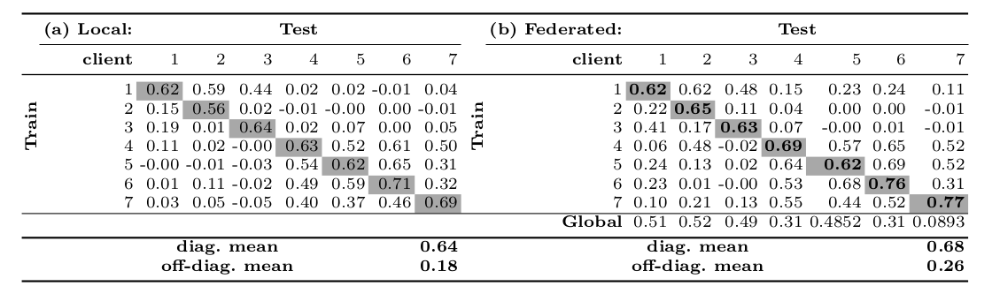 (a) Local: Test (b) Federated: Test
client 1 2 3 4 5 6 7 client 1 2 3 4 5 6 7
Train Train
1 0.62 0.59 0.44 0.02 0.02 -0.01 0.04 1 0.62 0.62 0.48 0.15 0.23 0.24 0.11
2 0.15 0.56 0.02 -0.01 -0.00 0.00 -0.01 2 0.22 0.65 0.11 0.04 0.00 0.00 -0.01
3 0.19 0.01 0.64 0.02 0.07 0.00 0.05 3 0.41 0.17 0.63 0.07 -0.00 0.01 -0.01
4 0.11 0.02 -0.00 0.63 0.52 0.61 0.50 4 0.06 0.48 -0.02 0.69 0.57 0.65 0.52
5 -0.00 -0.01 -0.03 0.54 0.62 0.65 0.31 5 0.24 0.13 0.02 0.64 0.62 0.69 0.52
6 0.01 0.11 -0.02 0.49 0.59 0.71 0.32 6 0.23 0.01 -0.00 0.53 0.68 0.76 0.31
7 0.03 0.05 -0.05 0.40 0.37 0.46 0.69 7 0.10 0.21 0.13 0.55 0.44 0.52 0.77
Global 0.51 0.52 0.49 0.31 0.4852 0.31 0.0893
diag. mean 0.64 diag. mean 0.68
off-diag. mean 0.18 off-diag. mean 0.26